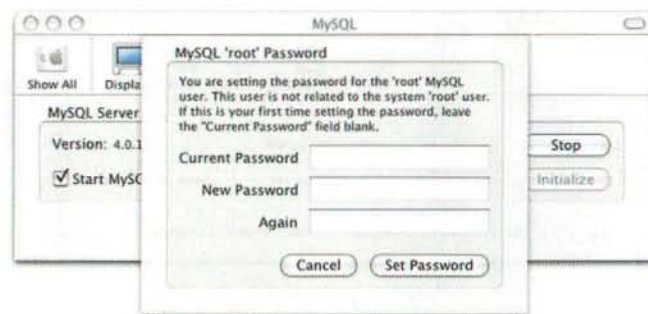 MySQL
Show All
Displa
MySQL 'root' Password
You are setting the password for the 'root' MySQL
user. This user is not related to the system 'root' user.
If this is your first time setting the password, leave
the "Current Password" field blank.
MySQL Server
Version: 4.0.1
Start MySQ
Current Password
New Password
Again
Stop
Initialize
Cancel
Set Password